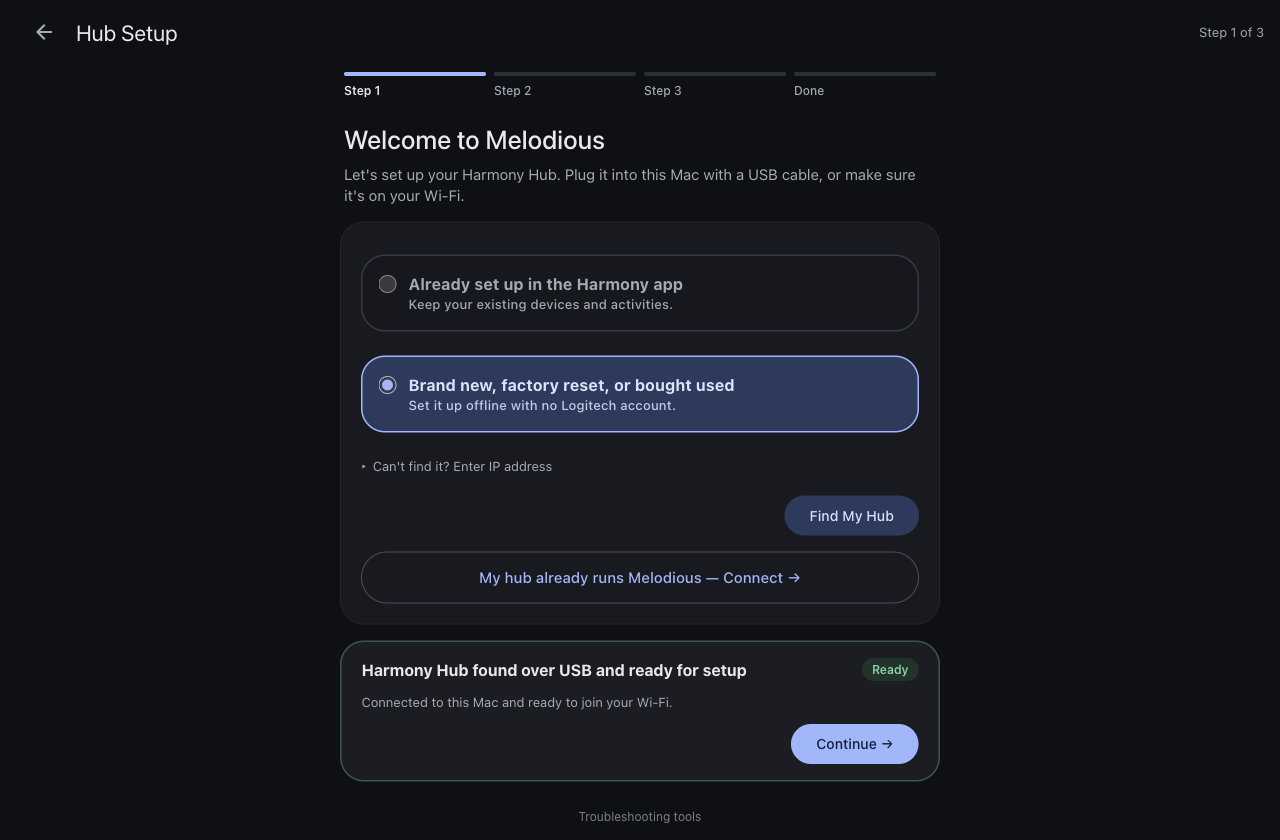 Hub Setup
Step 1 of 3
Step 1
Step 2
Step 3
Done
Welcome to Melodious
Let's set up your Harmony Hub. Plug it into this Mac with a USB cable, or make sure
it's on your Wi-Fi.
Already set up in the Harmony app
Keep your existing devices and activities.
Brand new, factory reset, or bought used
Set it up offline with no Logitech account.
Can't find it? Enter IP address
Find My Hub
My hub already runs Melodious — Connect →
Harmony Hub found over USB and ready for setup
Ready
Connected to this Mac and ready to join your Wi-Fi.
Continue →
Troubleshooting tools